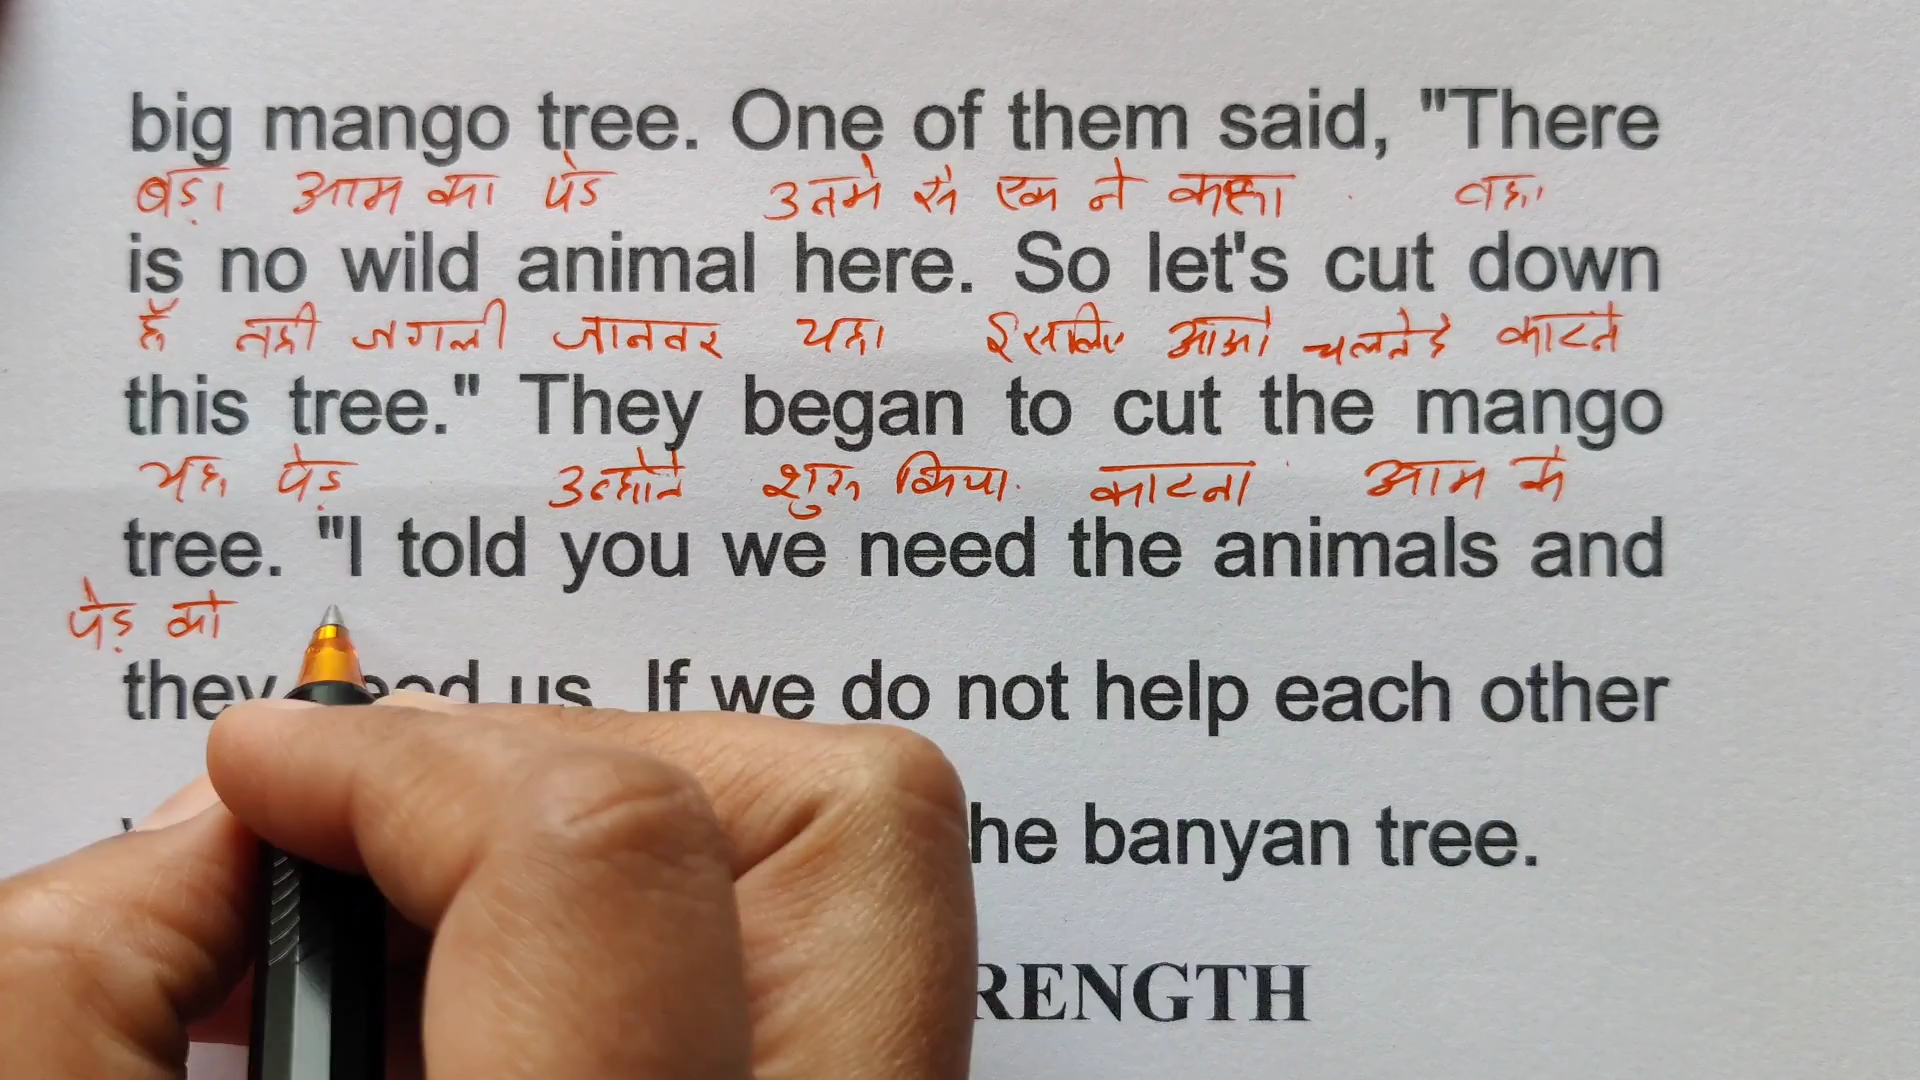 big mango tree. One of them said, "There
बड़ा आम का पेड उनमे से एक ने कहा वहा
is no wild animal here. So let's cut down
है नही जगली जानवर यहा इसलिए आओ चलते है काटने
this tree." They began to cut the mango
यह पेड़ उन्होने शुरू किया काटना आम के
tree. "I told you we need the animals and
पेड़ को
they need us. If we do not help each other
he banyan tree.
RENGTH